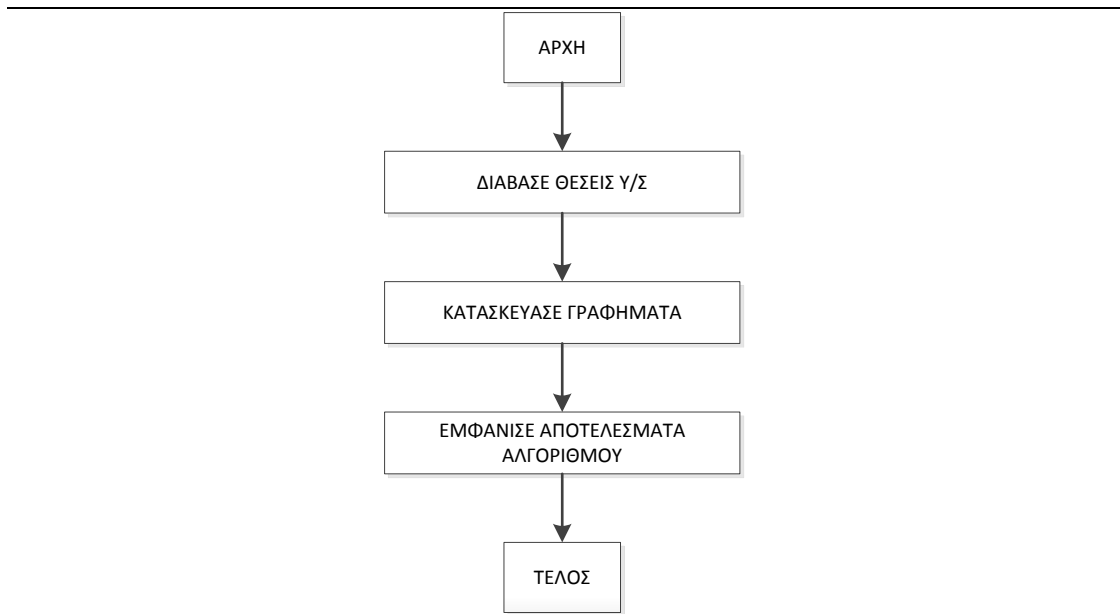 ΑΡΧΗ
ΔΙΑΒΑΣΕ ΘΕΣΕΙΣ Υ/Σ
ΚΑΤΑΣΚΕΥΑΣΕ ΓΡΑΦΗΜΑΤΑ
ΕΜΦΑΝΙΣΕ ΑΠΟΤΕΛΕΣΜΑΤΑ
ΑΛΓΟΡΙΘΜΟΥ
ΤΕΛΟΣ